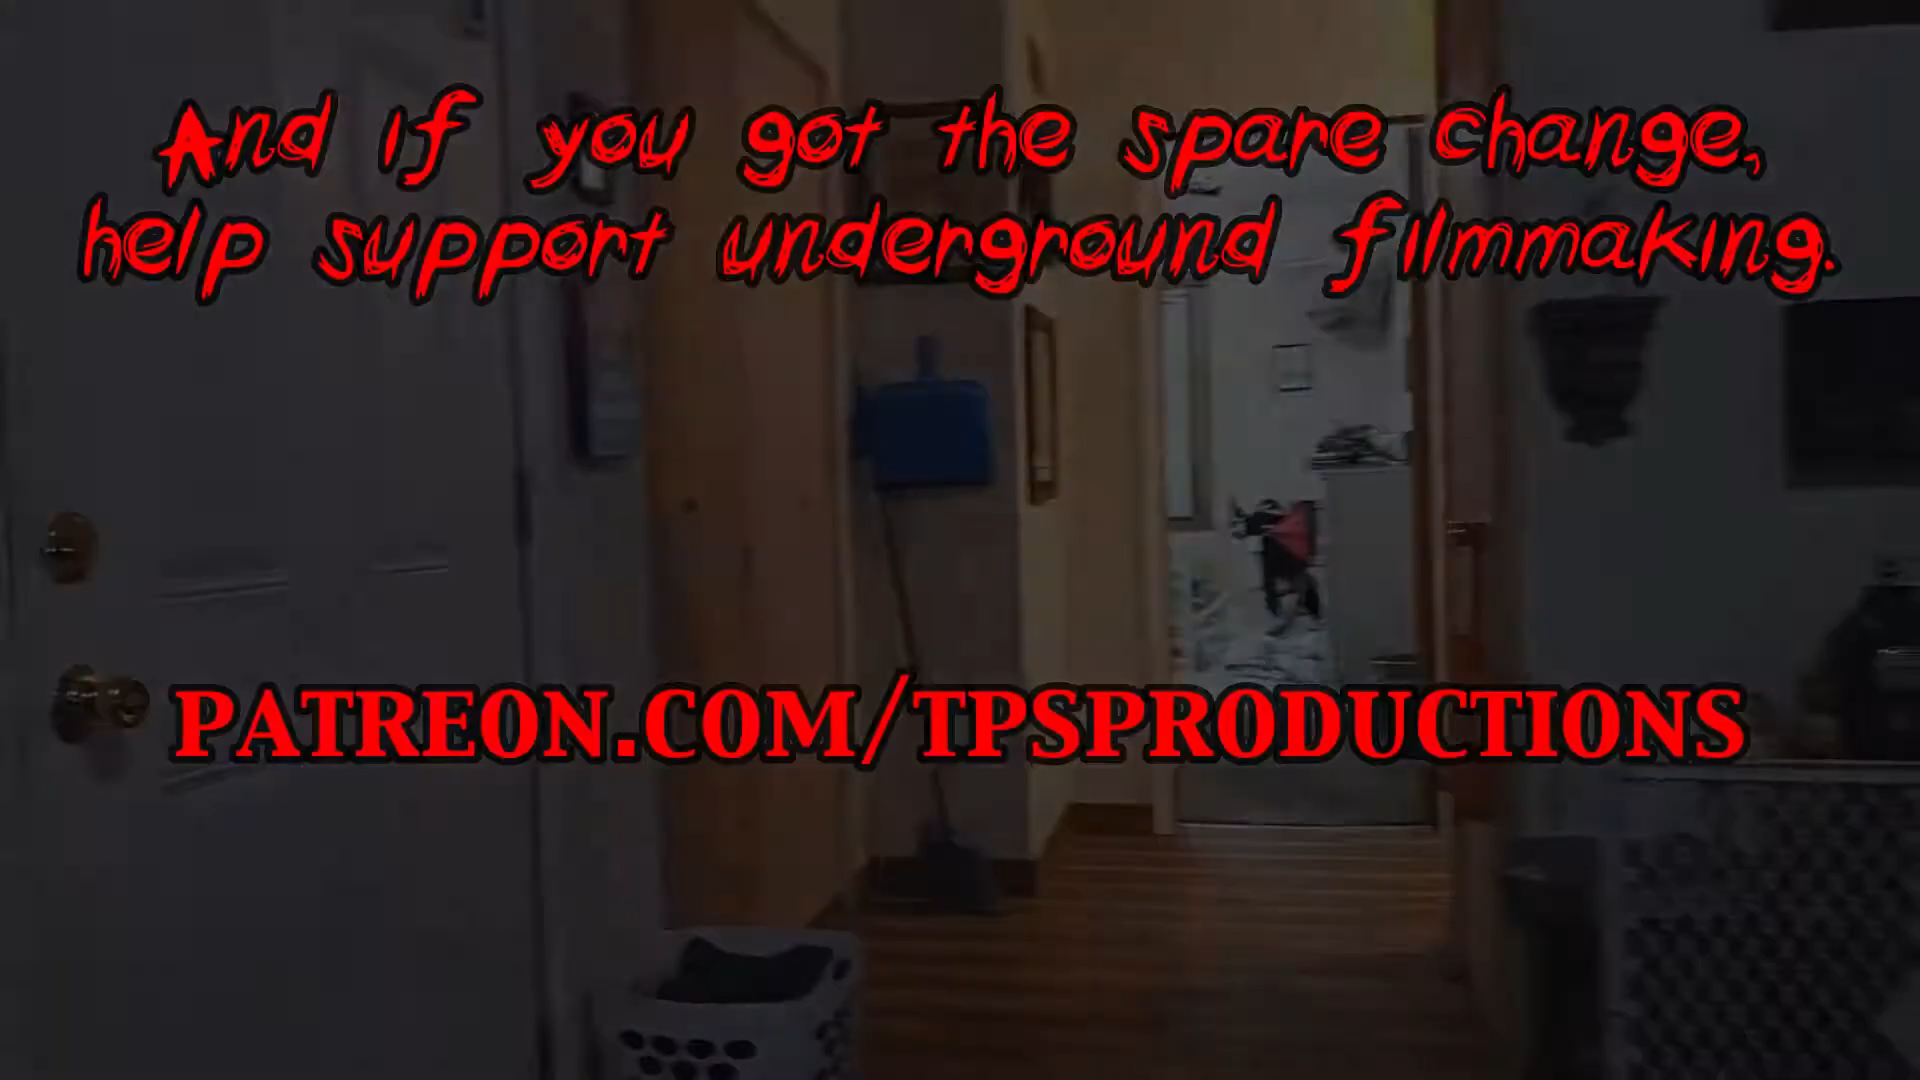 And if you got the spare change,
help support underground filmmaking.
PATREON.COM/TPSPRODUCTIONS